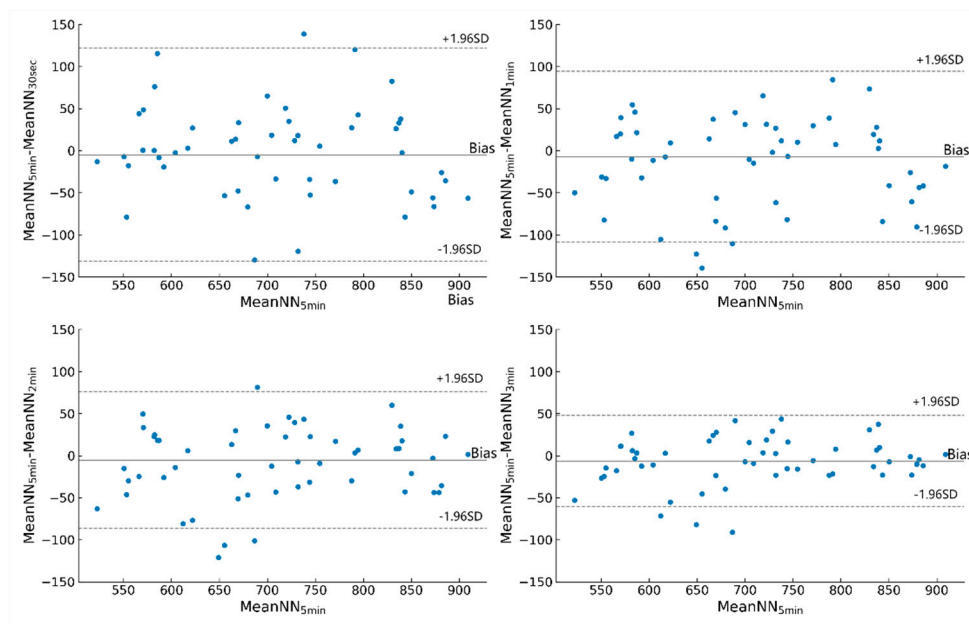 150
100
50
0
−50
−100
−150
MeanNN5min-MeanNN30sec
+1.96SD
Bias
-1.96SD
550 600 650 700 750 800 850 900
MeanNN5min
Bias
150
100
50
0
−50
−100
−150
MeanNN5min-MeanNN1min
+1.96SD
Bias
-1.96SD
550 600 650 700 750 800 850 900
MeanNN5min
150
100
50
0
−50
−100
−150
MeanNN5min-MeanNN2min
+1.96SD
-1.96SD
550 600 650 700 750 800 850 900
MeanNN5min
150
100
50
0
−50
−100
−150
MeanNN5min-MeanNN3min
+1.96SD
Bias
-1.96SD
550 600 650 700 750 800 850 900
MeanNN5min